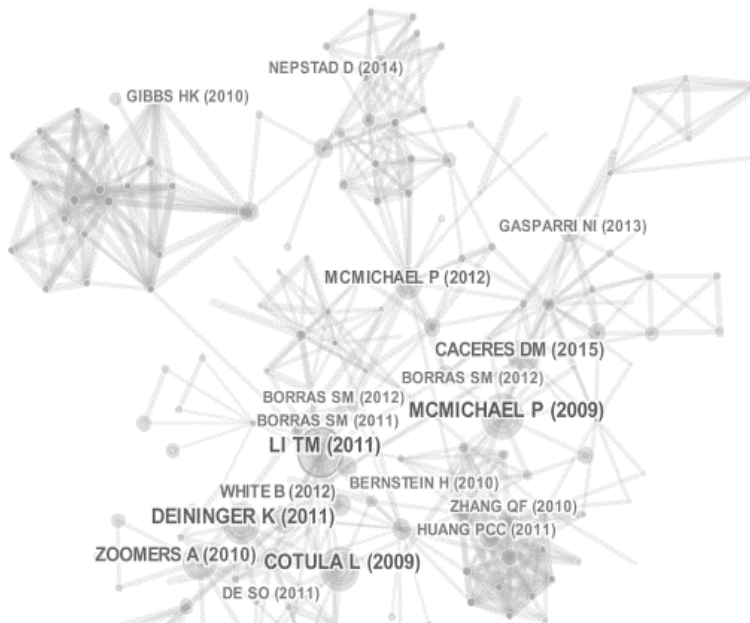 NEPSTAD D (2014)
GIBBS HK (2010)
GASPARRI NI (2013)
MCMICHAEL P (2012)
CACERES DM (2015)
BORRAS SM (2012)
BORRAS SM (2012)
MCMICHAEL P (2009)
BORRAS SM (2011)
LI TM (2011)
BERNSTEIN H (2010)
WHITE B (2012)
ZHANG QF (2010)
DEININGER K (2011)
HUANG PCC (2011)
ZOOMERS A (2010)
COTULA L (2009)
DE SO (2011)